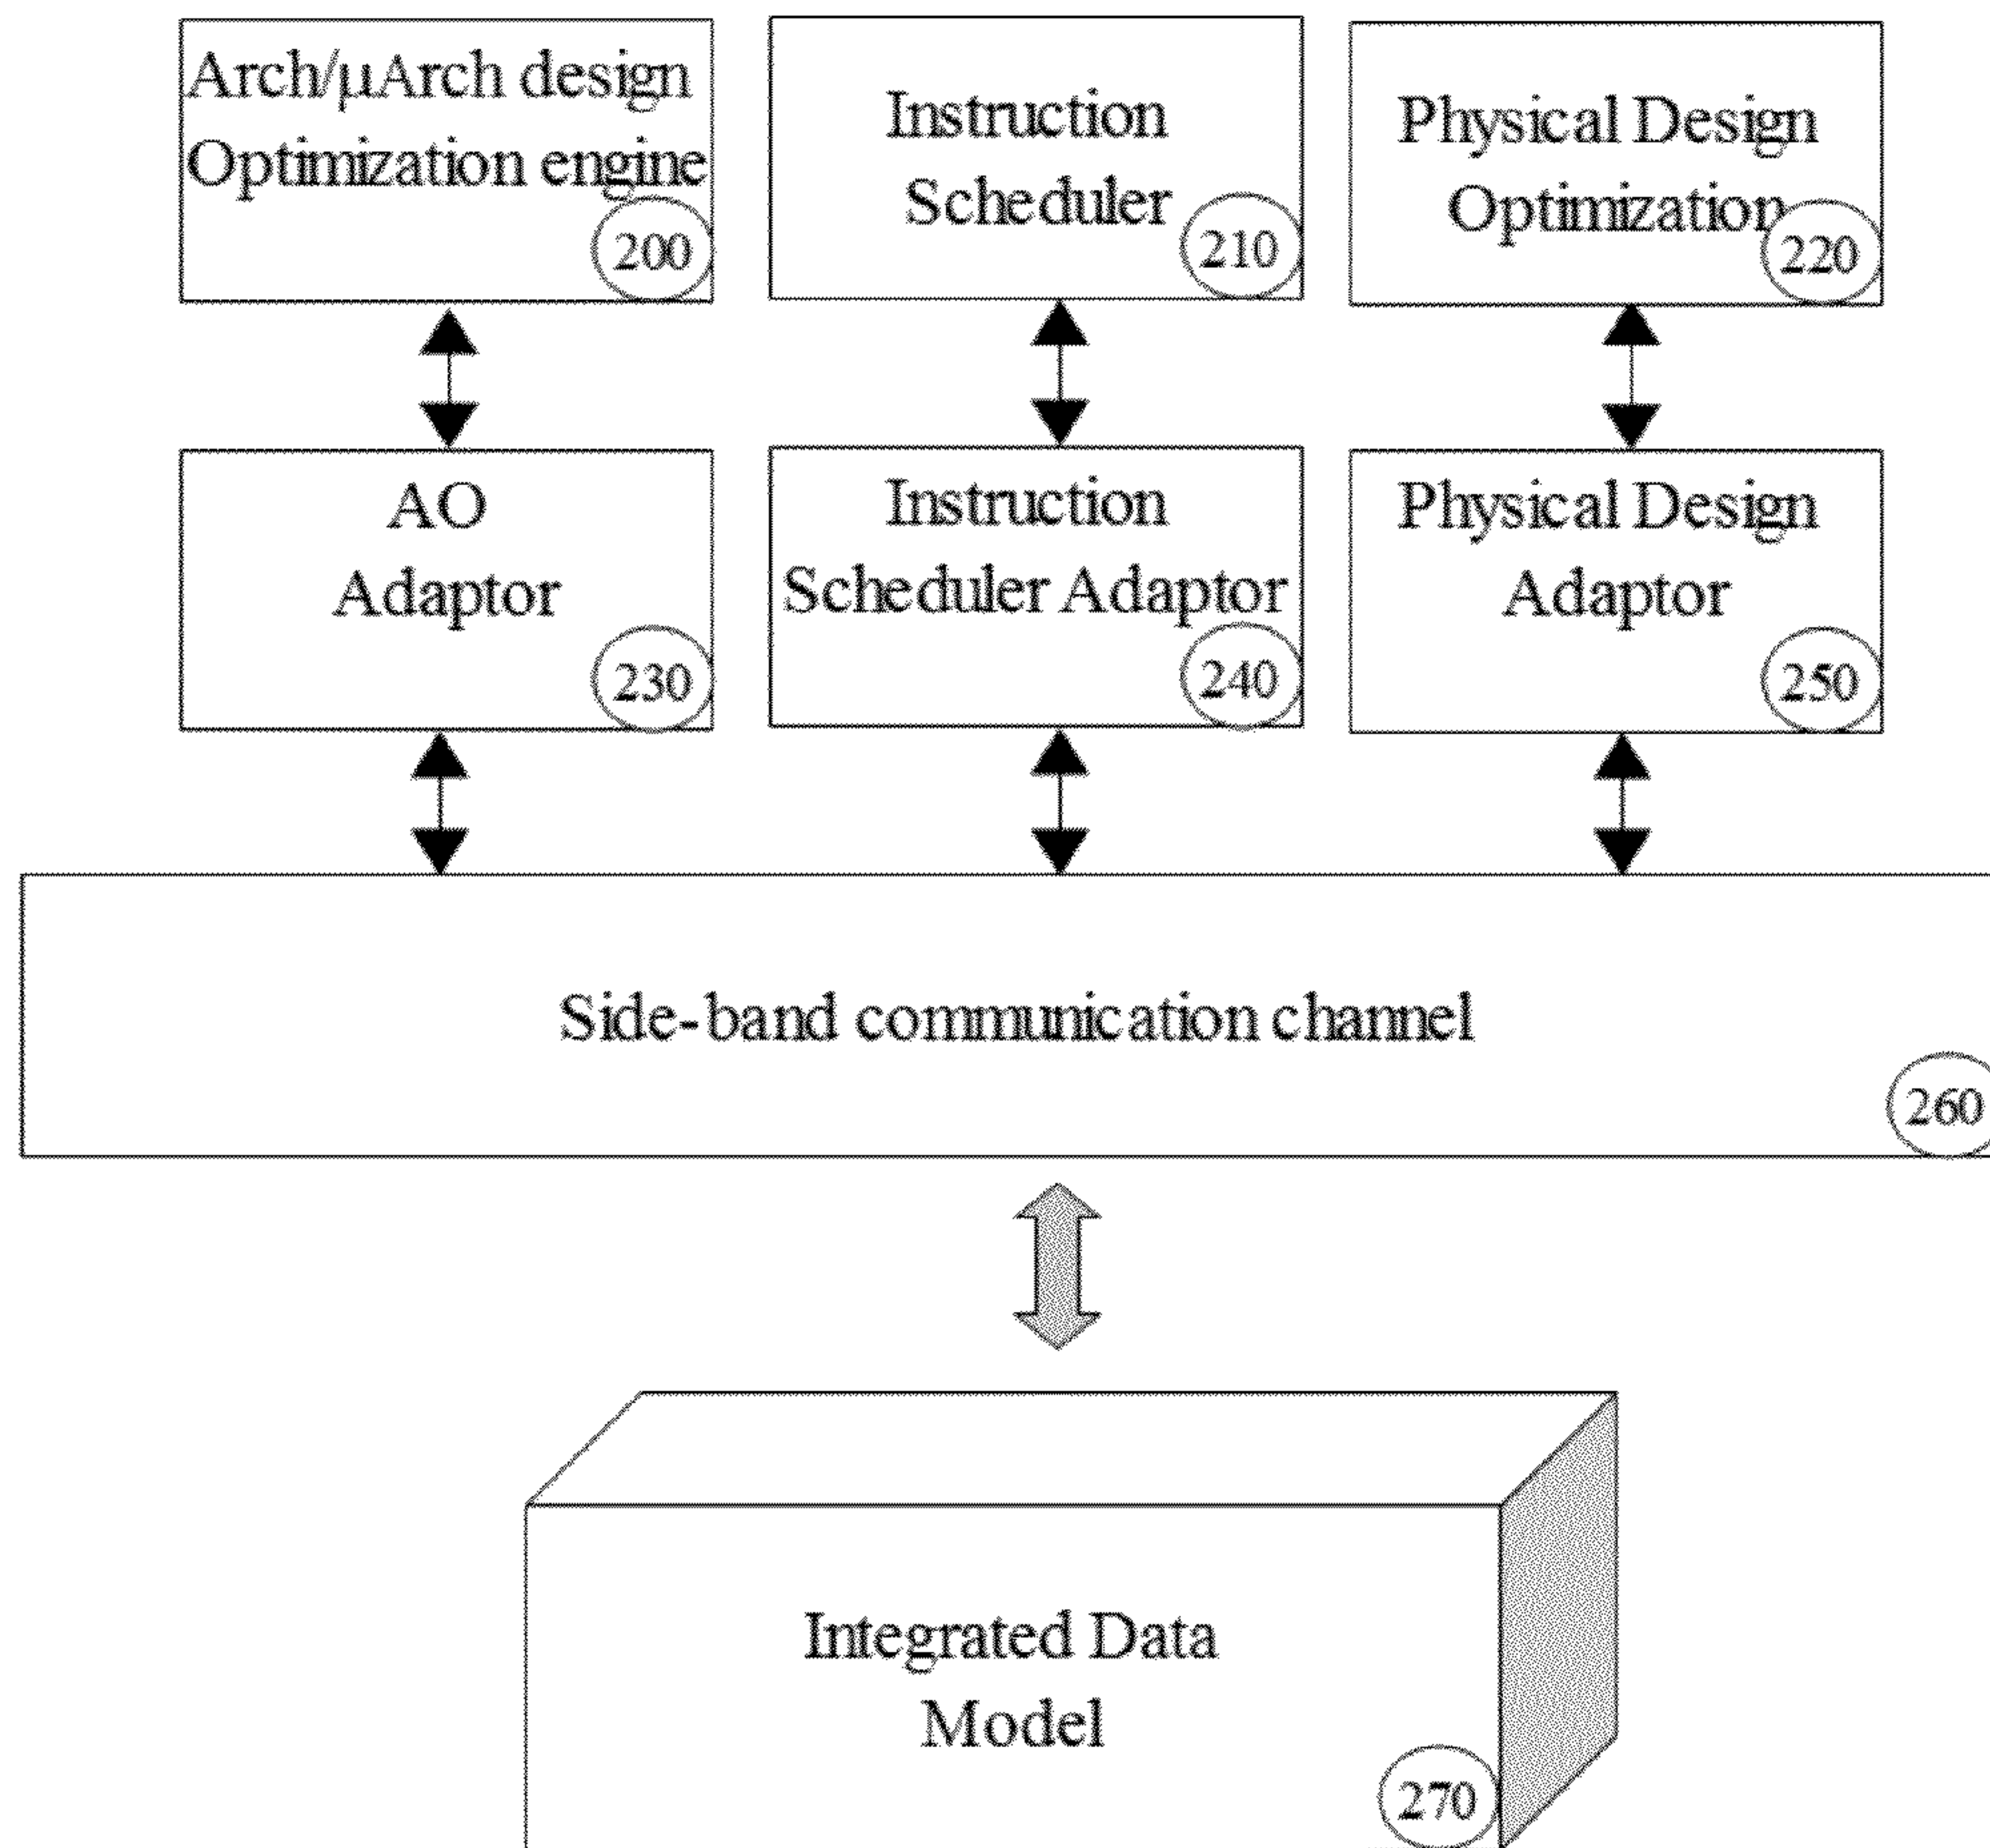 Arch/μArch design
Optimization engine
200
Instruction
Scheduler
210
Physical Design
Optimization
220
AO
Adaptor
230
Instruction
Scheduler Adaptor
240
Physical Design
Adaptor
250
Side-band communication channel
260
Integrated Data
Model
270